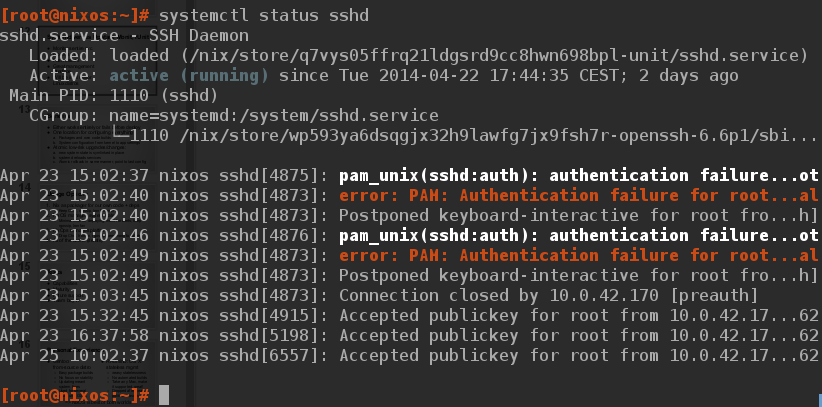 [root@nixos:~]# systemctl status sshd
sshd.service - SSH Daemon
Loaded: loaded (/nix/store/q7vys05ffrq21ldgsrd9cc8hwn698bpl-unit/sshd.service)
Active: active (running) since Tue 2014-04-22 17:44:35 CEST; 2 days ago
Main PID: 1110 (sshd)
CGroup: name=systemd:/system/sshd.service
└─1110 /nix/store/wp593ya6dsqgjx32h9lawfg7jx9fsh7r-openssh-6.6p1/sbi...
Apr 23 15:02:37 nixos sshd[4875]: pam_unix(sshd:auth): authentication failure...ot
Apr 23 15:02:40 nixos sshd[4873]: error: PAM: Authentication failure for root...al
Apr 23 15:02:40 nixos sshd[4873]: Postponed keyboard-interactive for root fro...h]
Apr 23 15:02:46 nixos sshd[4876]: pam_unix(sshd:auth): authentication failure...ot
Apr 23 15:02:49 nixos sshd[4873]: error: PAM: Authentication failure for root...al
Apr 23 15:02:49 nixos sshd[4873]: Postponed keyboard-interactive for root fro...h]
Apr 23 15:03:45 nixos sshd[4873]: Connection closed by 10.0.42.170 [preauth]
Apr 23 15:32:45 nixos sshd[4915]: Accepted publickey for root from 10.0.42.17...62
Apr 23 16:37:58 nixos sshd[5198]: Accepted publickey for root from 10.0.42.17...62
Apr 25 10:02:37 nixos sshd[6557]: Accepted publickey for root from 10.0.42.17...62
[root@nixos:~]#